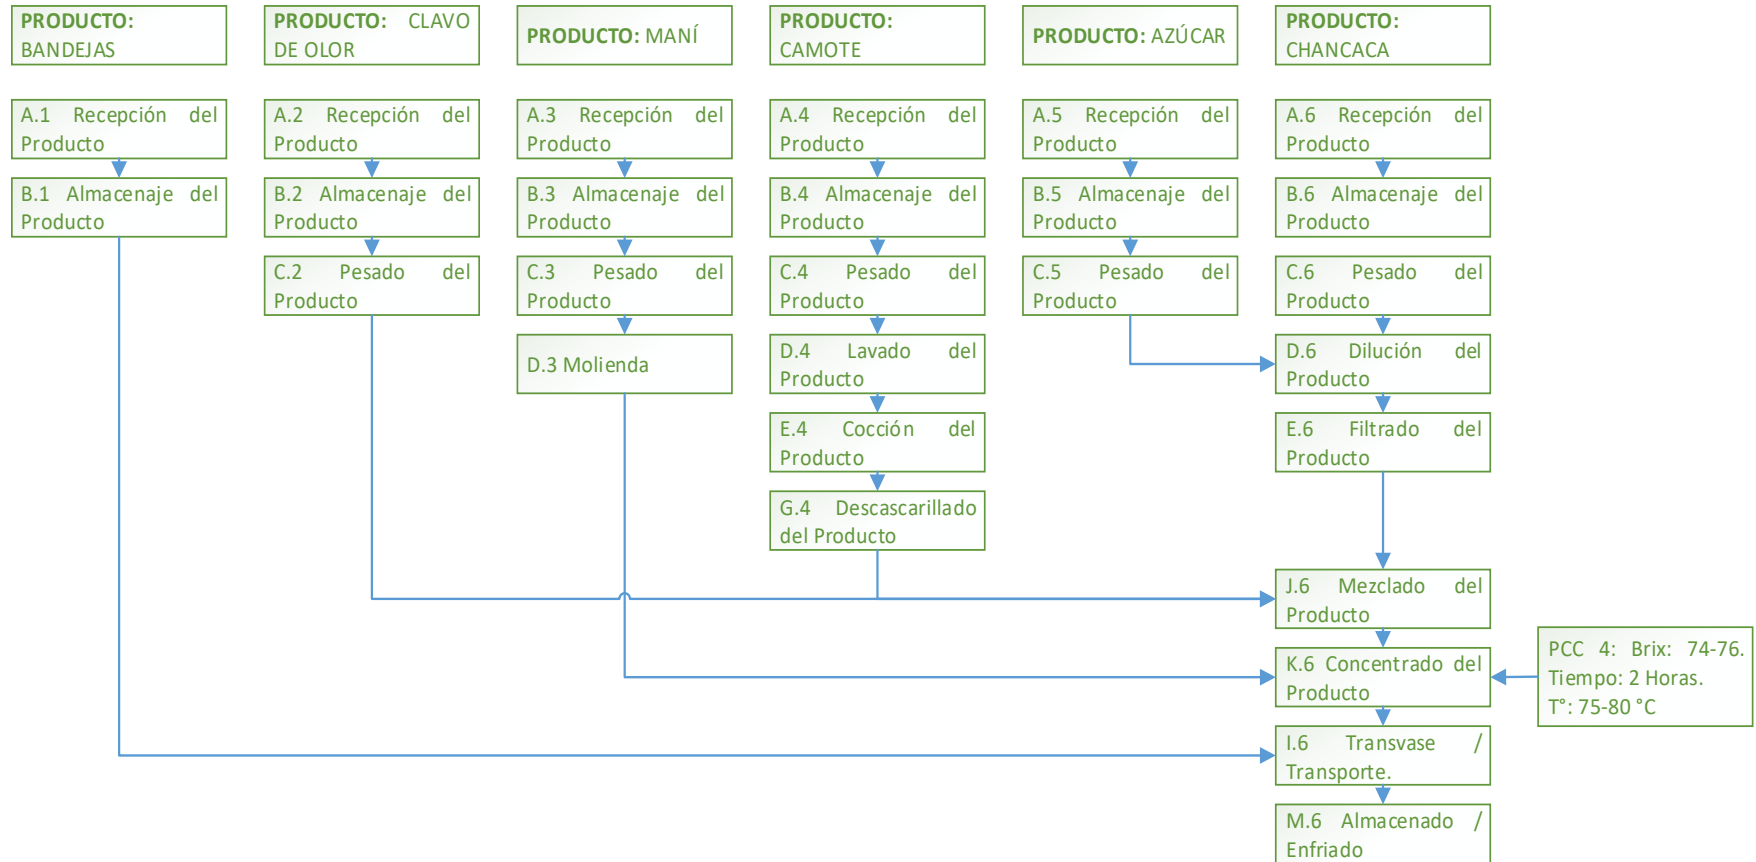 PRODUCTO:
BANDEJAS
PRODUCTO: CLAVO
DE OLOR
PRODUCTO: MANÍ
PRODUCTO:
CAMOTE
PRODUCTO: AZÚCAR
PRODUCTO:
CHANCACA
A.1 Recepción del
Producto
A.2 Recepción del
Producto
A.3 Recepción del
Producto
A.4 Recepción del
Producto
A.5 Recepción del
Producto
A.6 Recepción del
Producto
B.1 Almacenaje del
Producto
B.2 Almacenaje del
Producto
B.3 Almacenaje del
Producto
B.4 Almacenaje del
Producto
B.5 Almacenaje del
Producto
B.6 Almacenaje del
Producto
C.2 Pesado del
Producto
C.3 Pesado del
Producto
C.4 Pesado del
Producto
C.5 Pesado del
Producto
C.6 Pesado del
Producto
D.3 Molienda
D.4 Lavado del
Producto
D.6 Dilución del
Producto
E.4 Cocción del
Producto
E.6 Filtrado del
Producto
G.4 Descascarillado
del Producto
J.6 Mezclado del
Producto
K.6 Concentrado del
Producto
PCC 4: Brix: 74-76.
Tiempo: 2 Horas.
T°: 75-80 °C
I.6 Transvase /
Transporte.
M.6 Almacenado /
Enfriado